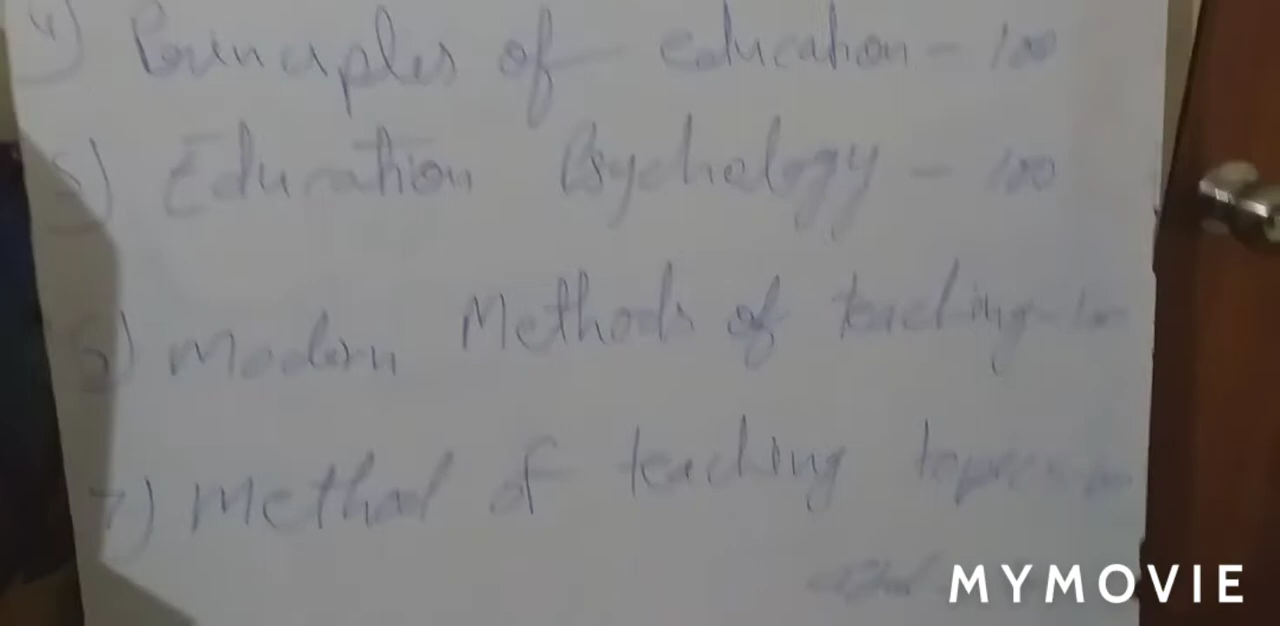 4) Principles of education - 100
5) Education Psychology - 100
6) Modern Methods of teaching - 100
7) Method of teaching
MYMOVIE